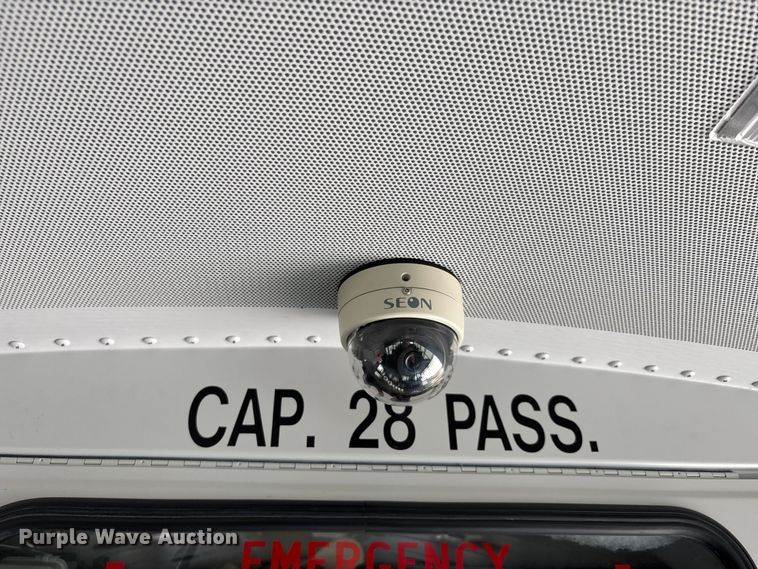 SEON
CAP. 28 PASS.
EMERGENCY
Purple Wave Auction